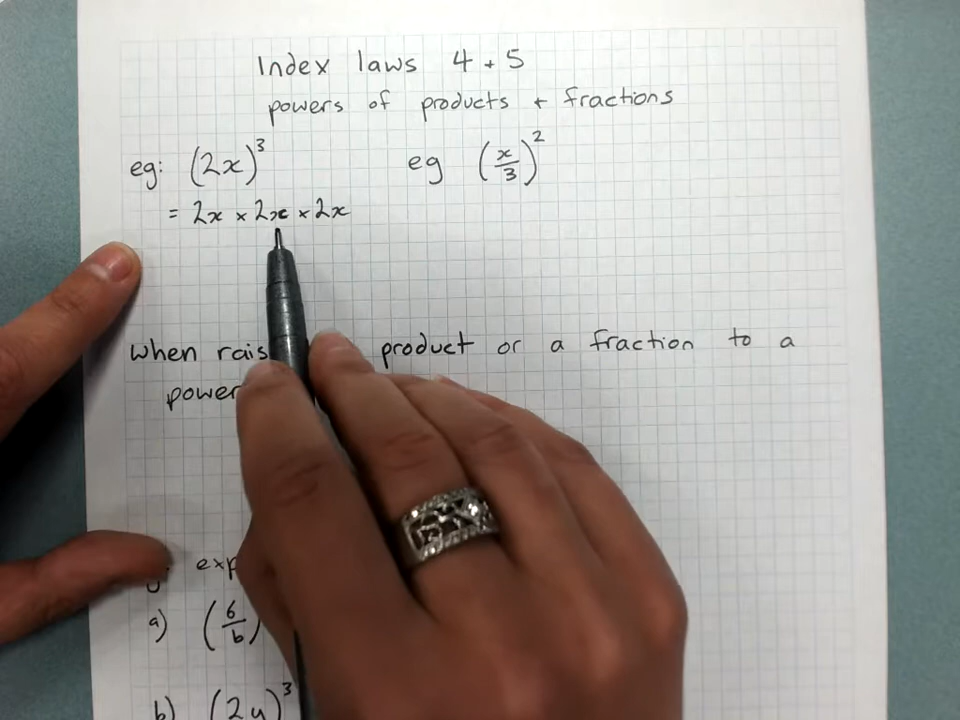 Index laws 4 + 5
powers of products + fractions
eg: (2x)³ eg (x/3)²
= 2x × 2x × 2x
When product or a fraction to a
power
a) (6/b)
b) (2y)³